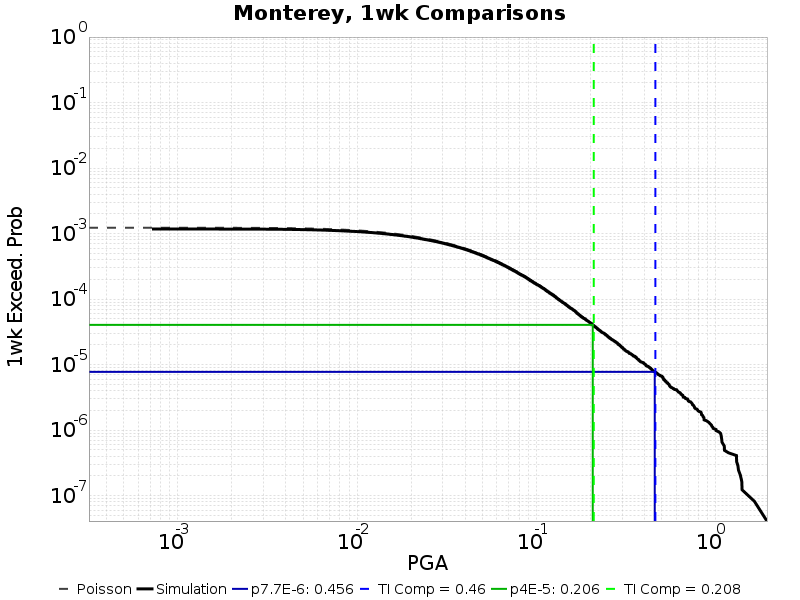 Monterey, 1wk Comparisons
10^0
10^-1
10^-2
10^-3
10^-4
10^-5
10^-6
10^-7
1wk Exceed. Prob
10^-3 10^-2 10^-1 10^0
PGA
Poisson Simulation p7.7E-6: 0.456 TI Comp = 0.46 p4E-5: 0.206 TI Comp = 0.208